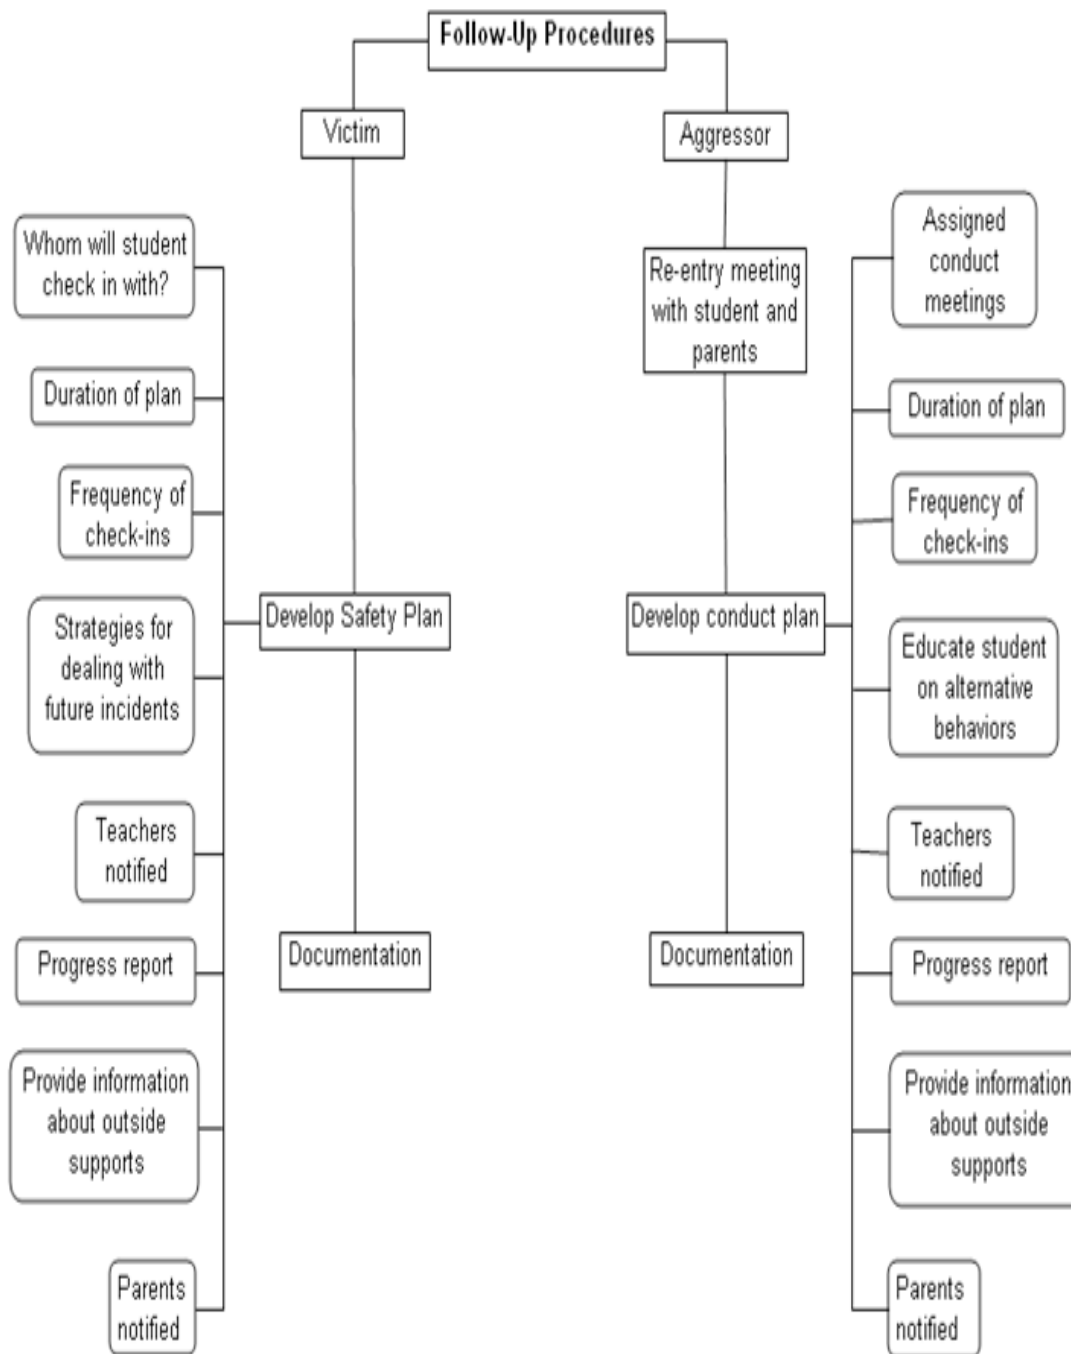 Follow-Up Procedures
Victim
Aggressor
Whom will student
check in with?
Duration of plan
Frequency of
check-ins
Strategies for
dealing with
future incidents
Teachers
notified
Progress report
Provide information
about outside
supports
Parents
notified
Develop Safety Plan
Documentation
Re-entry meeting
with student and
parents
Develop conduct plan
Documentation
Assigned
conduct
meetings
Duration of plan
Frequency of
check-ins
Educate student
on alternative
behaviors
Teachers
notified
Progress report
Provide information
about outside
supports
Parents
notified